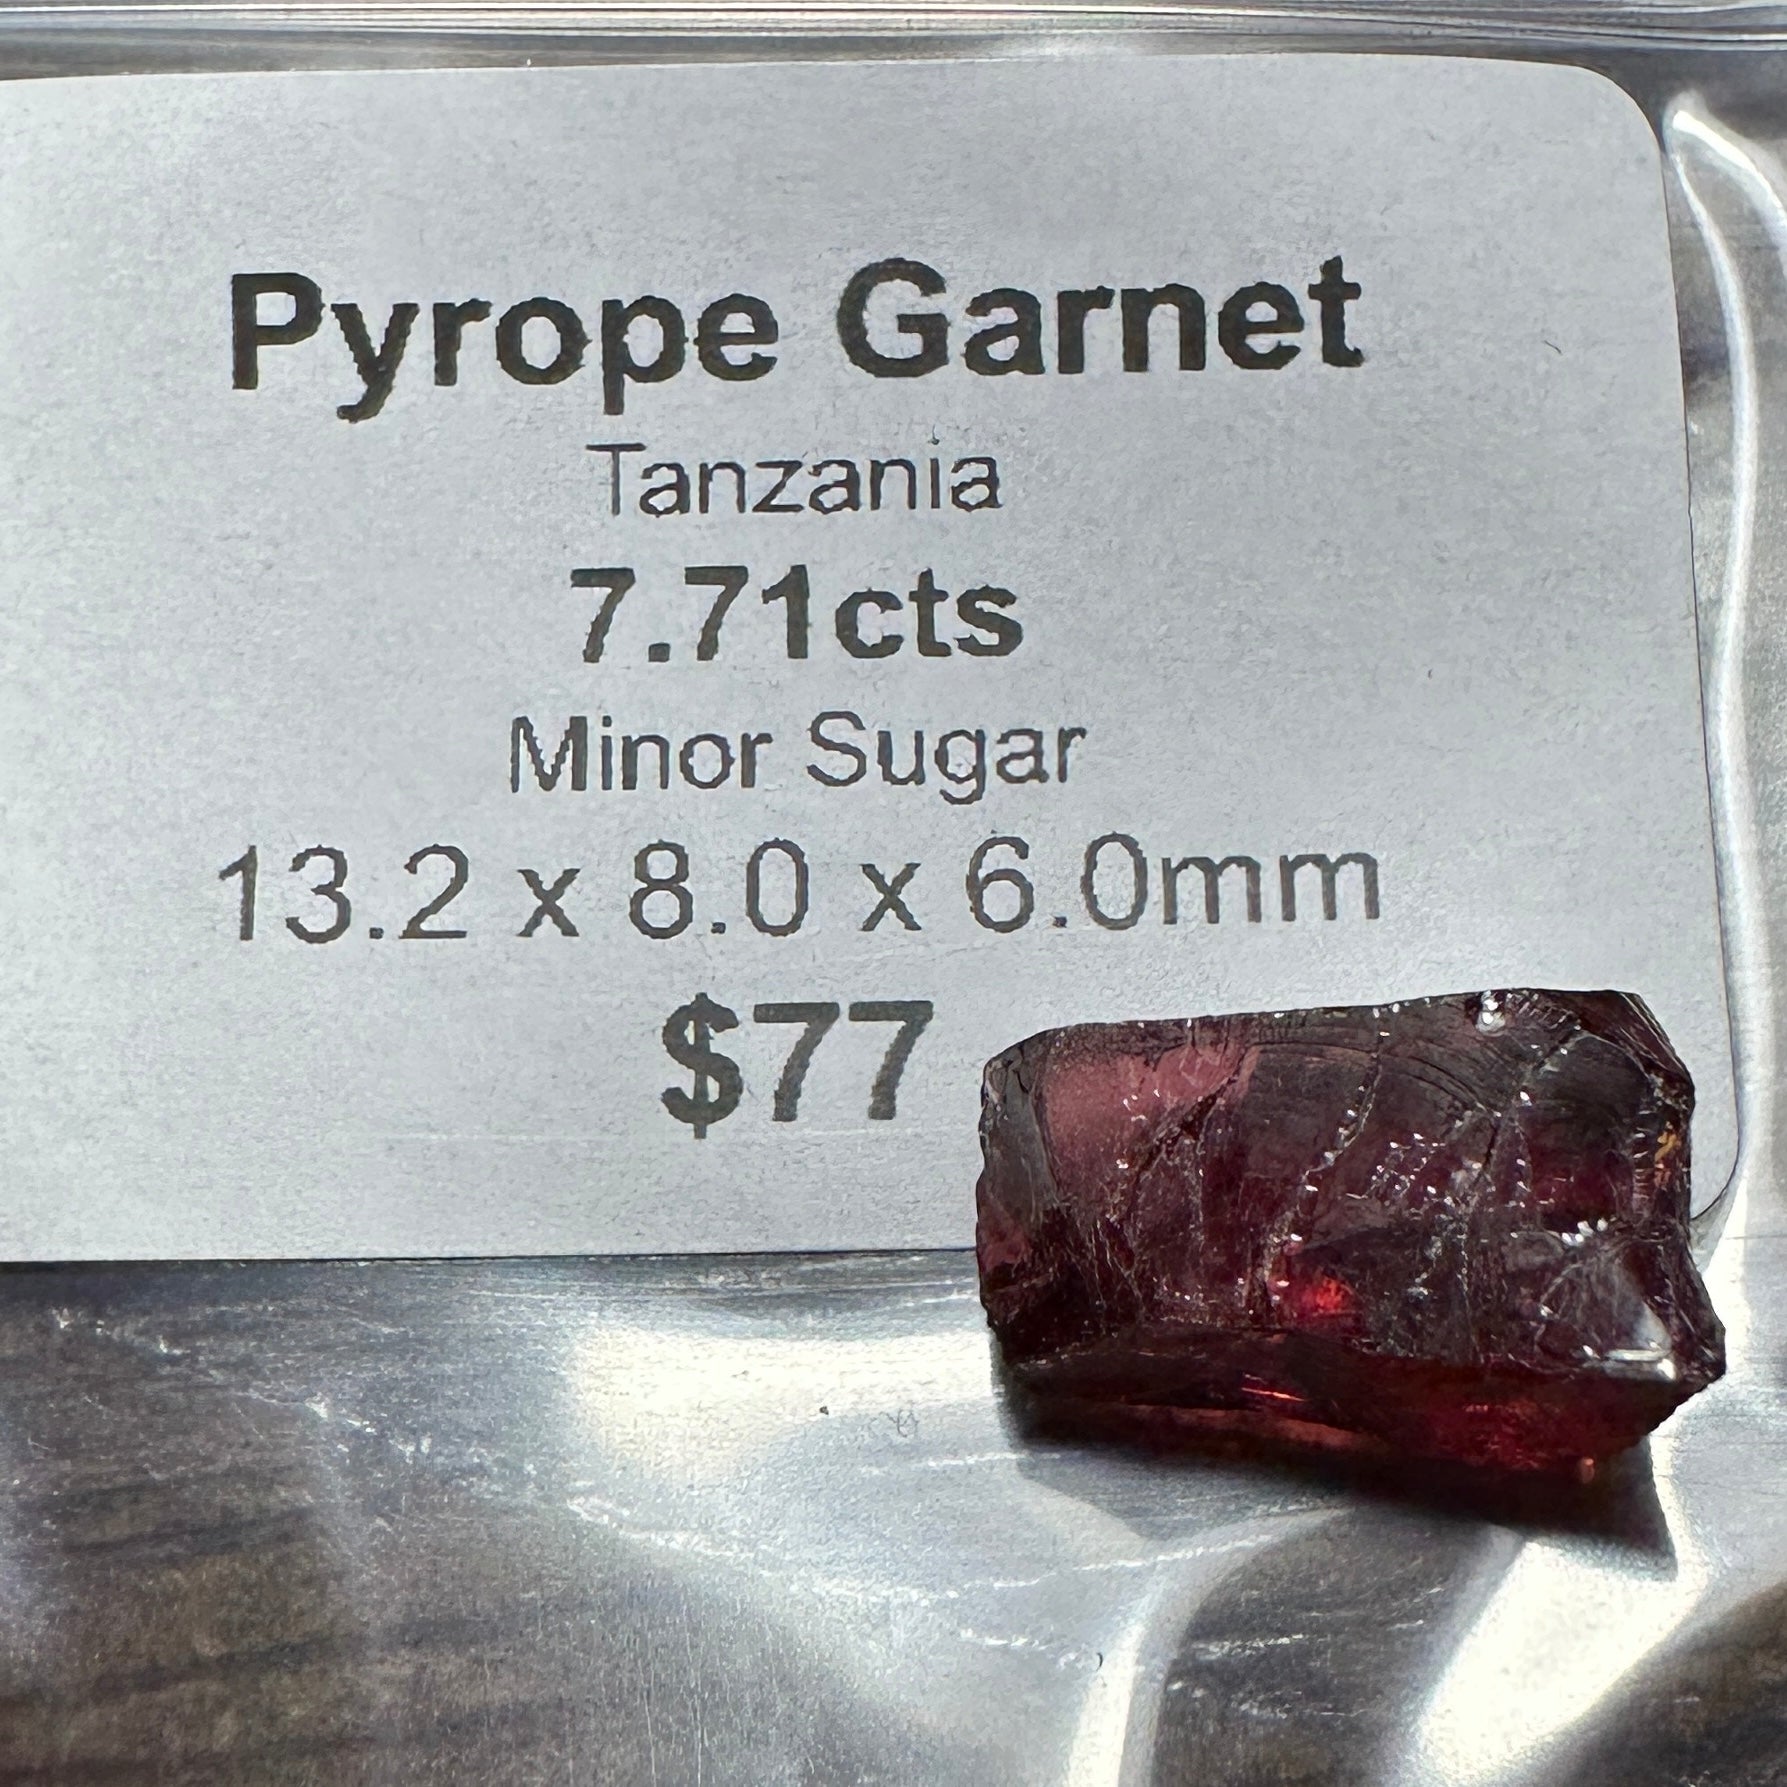 Pyrope Garnet
Tanzania
7.71cts
Minor Sugar
13.2 x 8.0 x 6.0mm
$77